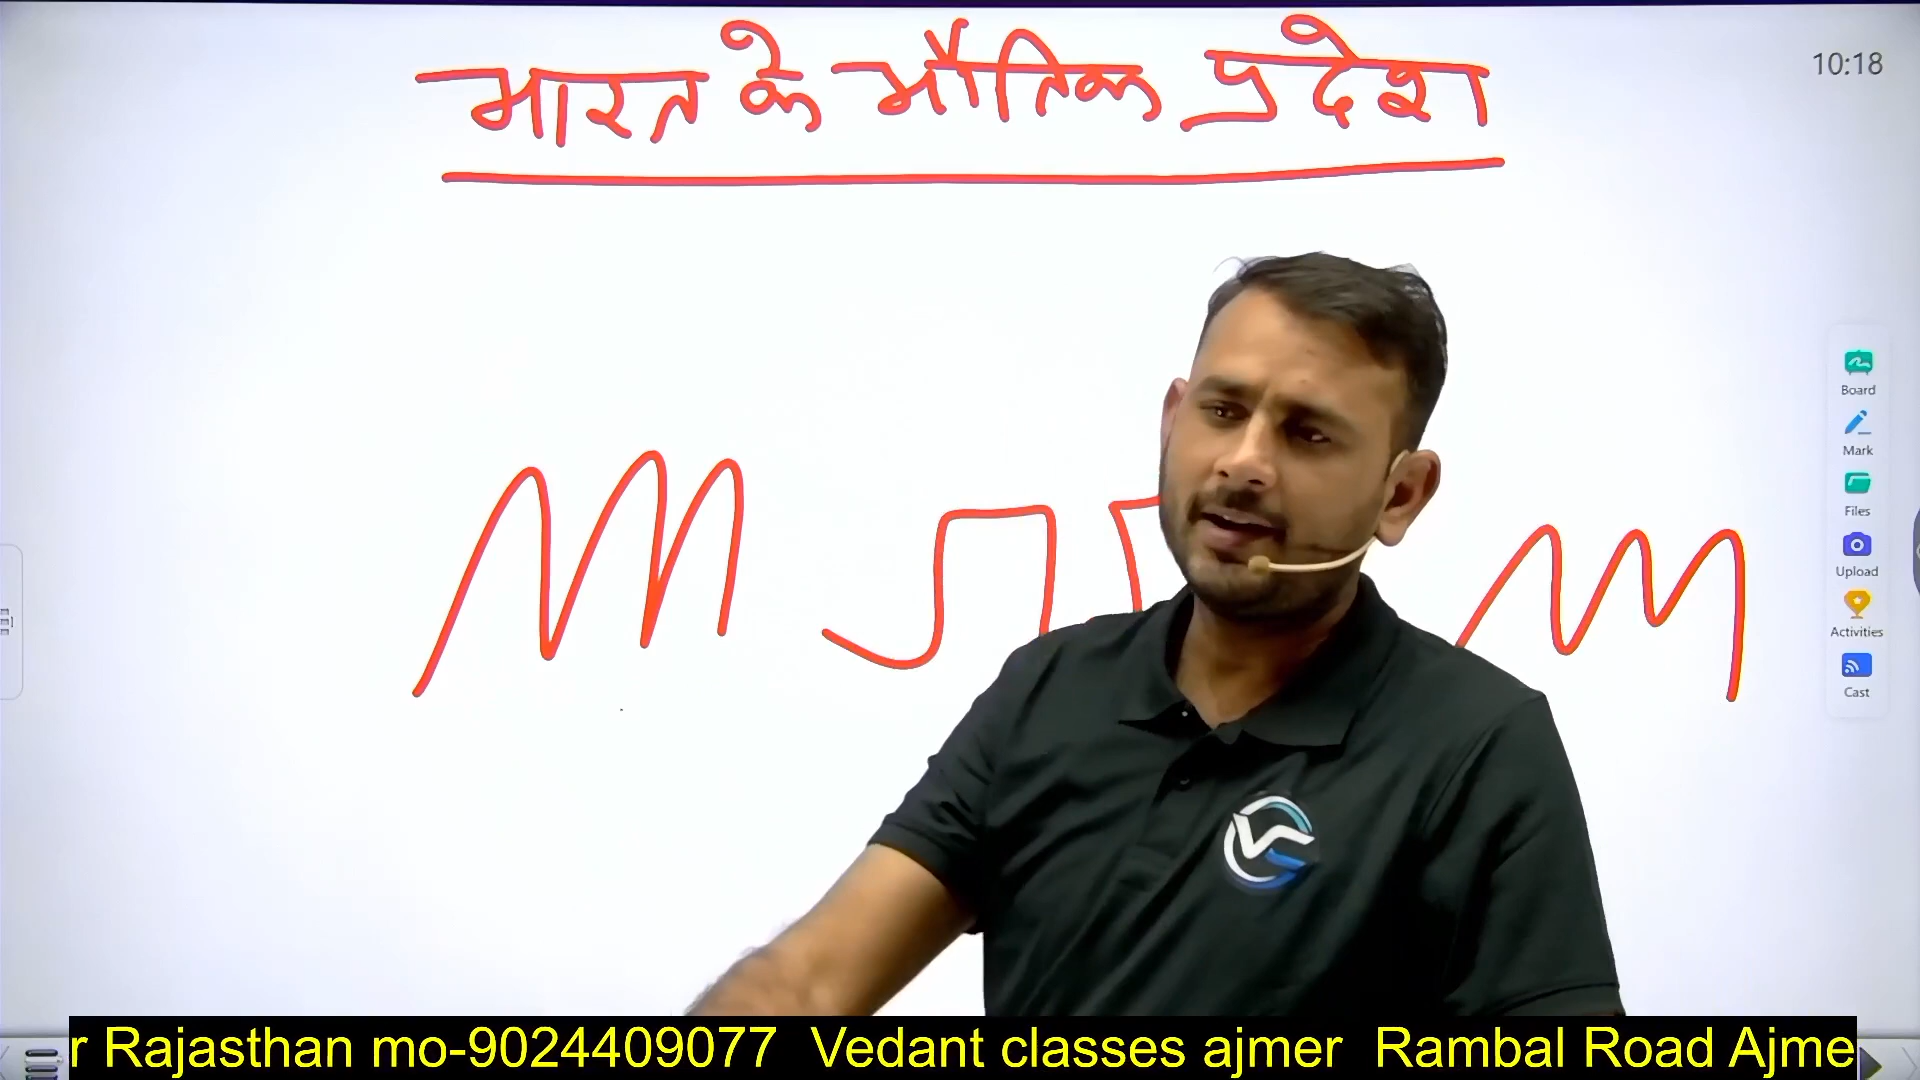 भारत के भौतिक प्रदेश
10:18
Board
Mark
Files
Upload
Activities
Cast
r Rajasthan mo-9024409077 Vedant classes ajmer Rambal Road Ajme